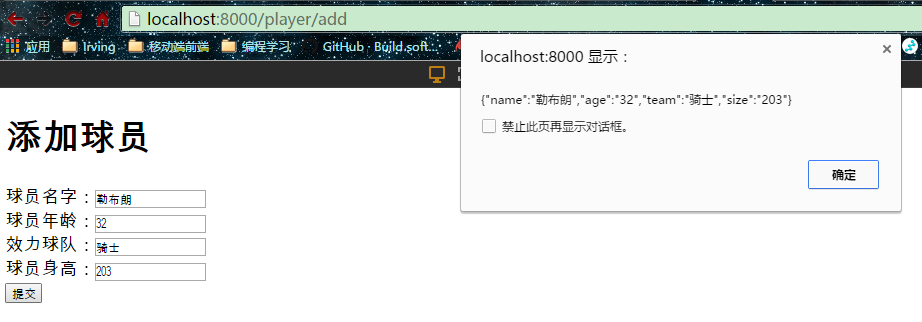 localhost:8000/player/add
应用 Irving 移动端前端 编程学习 GitHub · Build soft...
localhost:8000 显示：
{"name":"勒布朗","age":"32","team":"骑士","size":"203"}
禁止此页再显示对话框。
确定
添加球员
球员名字：勒布朗
球员年龄：32
效力球队：骑士
球员身高：203
提交